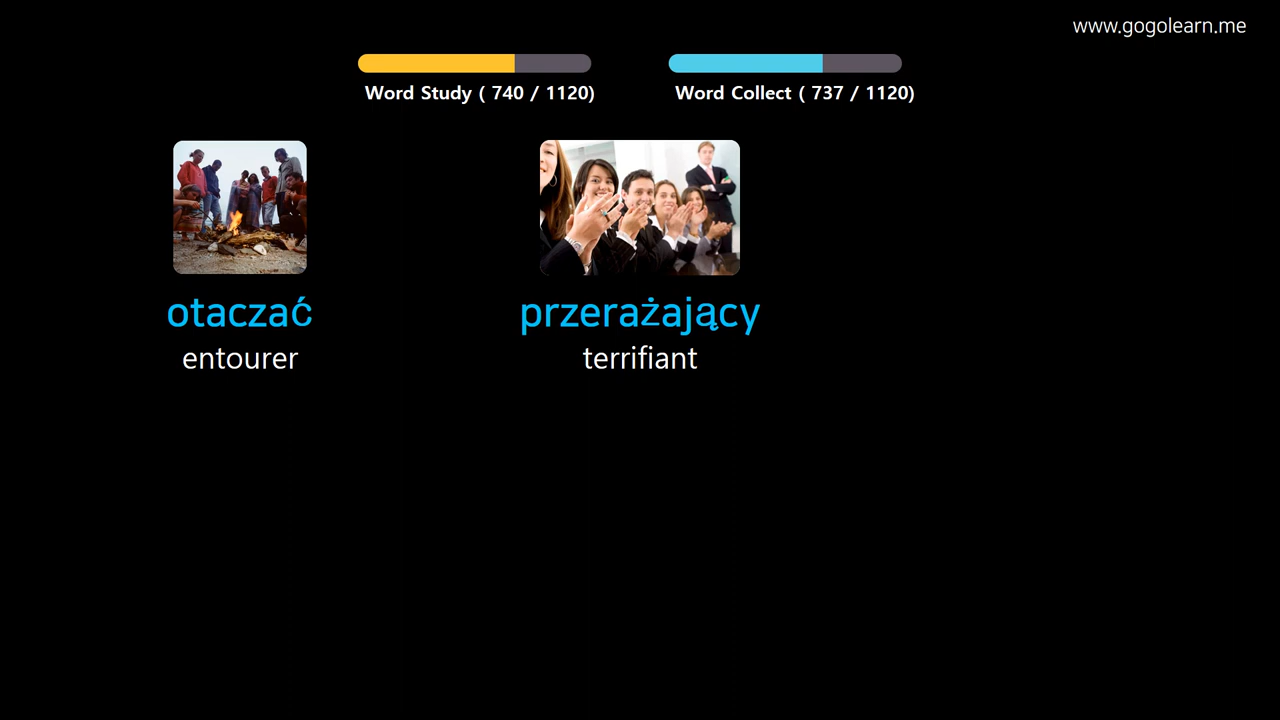 www.gogolearn.me
Word Study ( 740 / 1120)
Word Collect ( 737 / 1120)
otaczać
entourer
przerażający
terrifiant